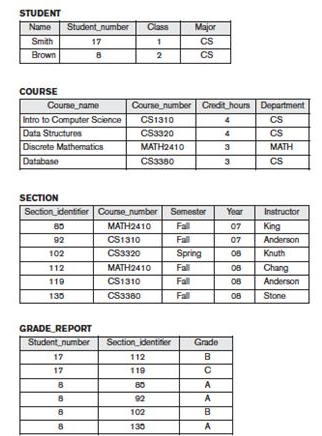 STUDENT
Name Student_number Class Major
Smith 17 1 CS
Brown 8 2 CS
COURSE
Course_name Course_number Credit_hours Department
Intro to Computer Science CS1310 4 CS
Data Structures CS3320 4 CS
Discrete Mathematics MATH2410 3 MATH
Database CS3380 3 CS
SECTION
Section_identifier Course_number Semester Year Instructor
85 MATH2410 Fall 07 King
92 CS1310 Fall 07 Anderson
102 CS3320 Spring 08 Knuth
112 MATH2410 Fall 08 Chang
119 CS1310 Fall 08 Anderson
135 CS3380 Fall 08 Stone
GRADE_REPORT
Student_number Section_identifier Grade
17 112 B
17 119 C
8 85 A
8 92 A
8 102 B
8 135 A